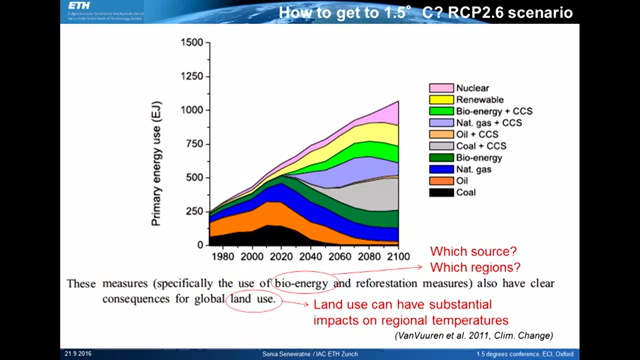 ETH
How to get to 1.5° C? RCP2.6 scenario
Primary energy use (EJ)
1500
1250
1000
750
500
250
0
1980 2000 2020 2040 2060 2080 2100
Nuclear
Renewable
Bio-energy + CCS
Nat. gas + CCS
Oil + CCS
Coal + CCS
Bio-energy
Nat. gas
Oil
Coal
Which source?
Which regions?
These measures (specifically the use of bio-energy and reforestation measures) also have clear
consequences for global land use.
Land use can have substantial
impacts on regional temperatures
(VanVuuren et al. 2011, Clim. Change)
21.9 2016
Sonia Seneviratne / IAC ETH Zurich
1.5 degrees conference, ECI, Oxford